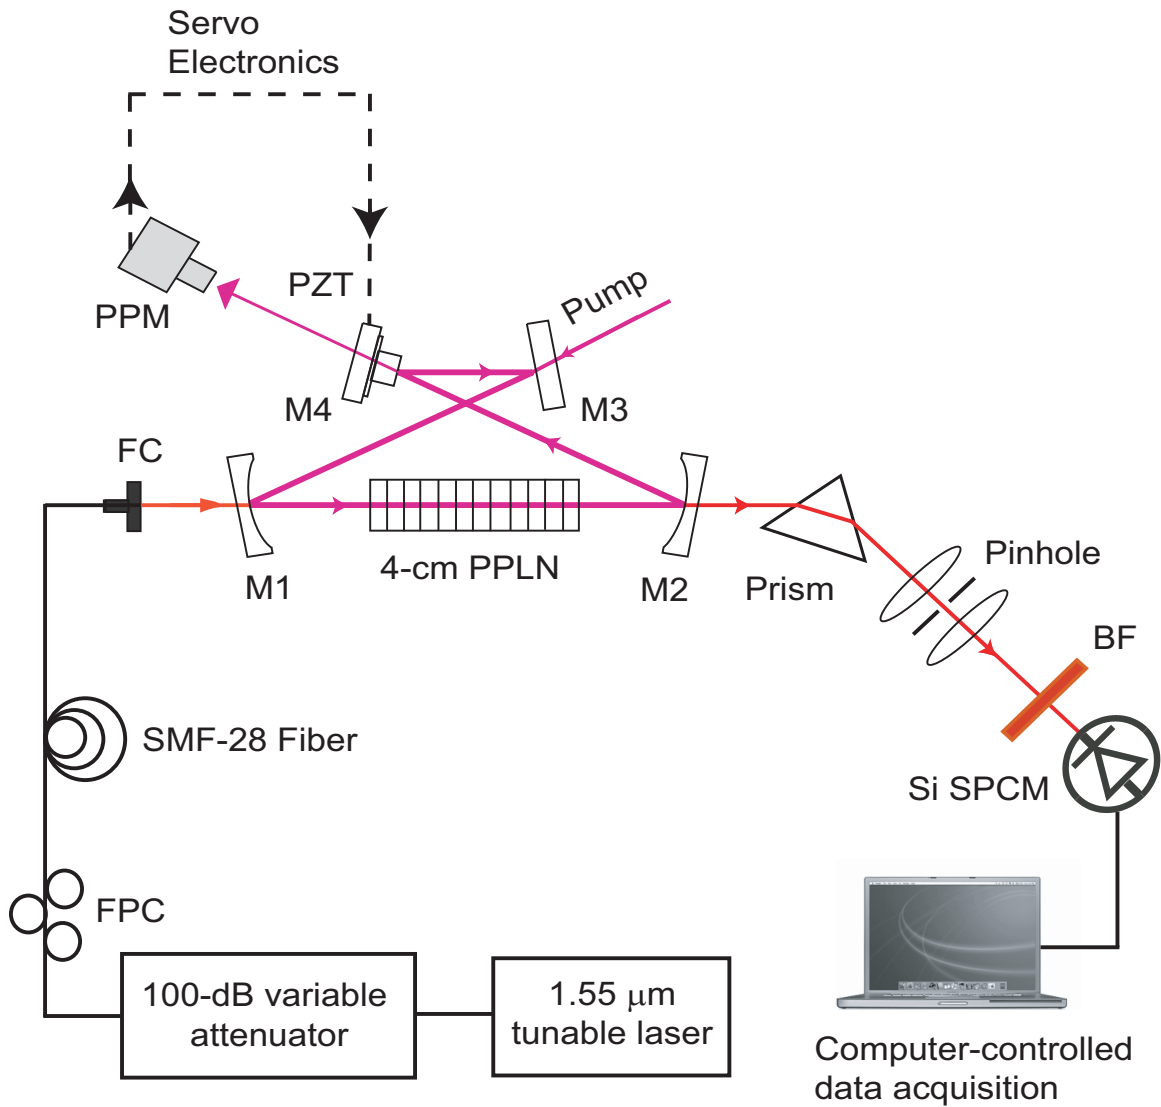 Servo
Electronics
PPM
PZT
Pump
M4
M3
FC
M1
4-cm PPLN
M2
Prism
Pinhole
BF
SMF-28 Fiber
Si SPCM
FPC
100-dB variable
attenuator
1.55 μm
tunable laser
Computer-controlled
data acquisition